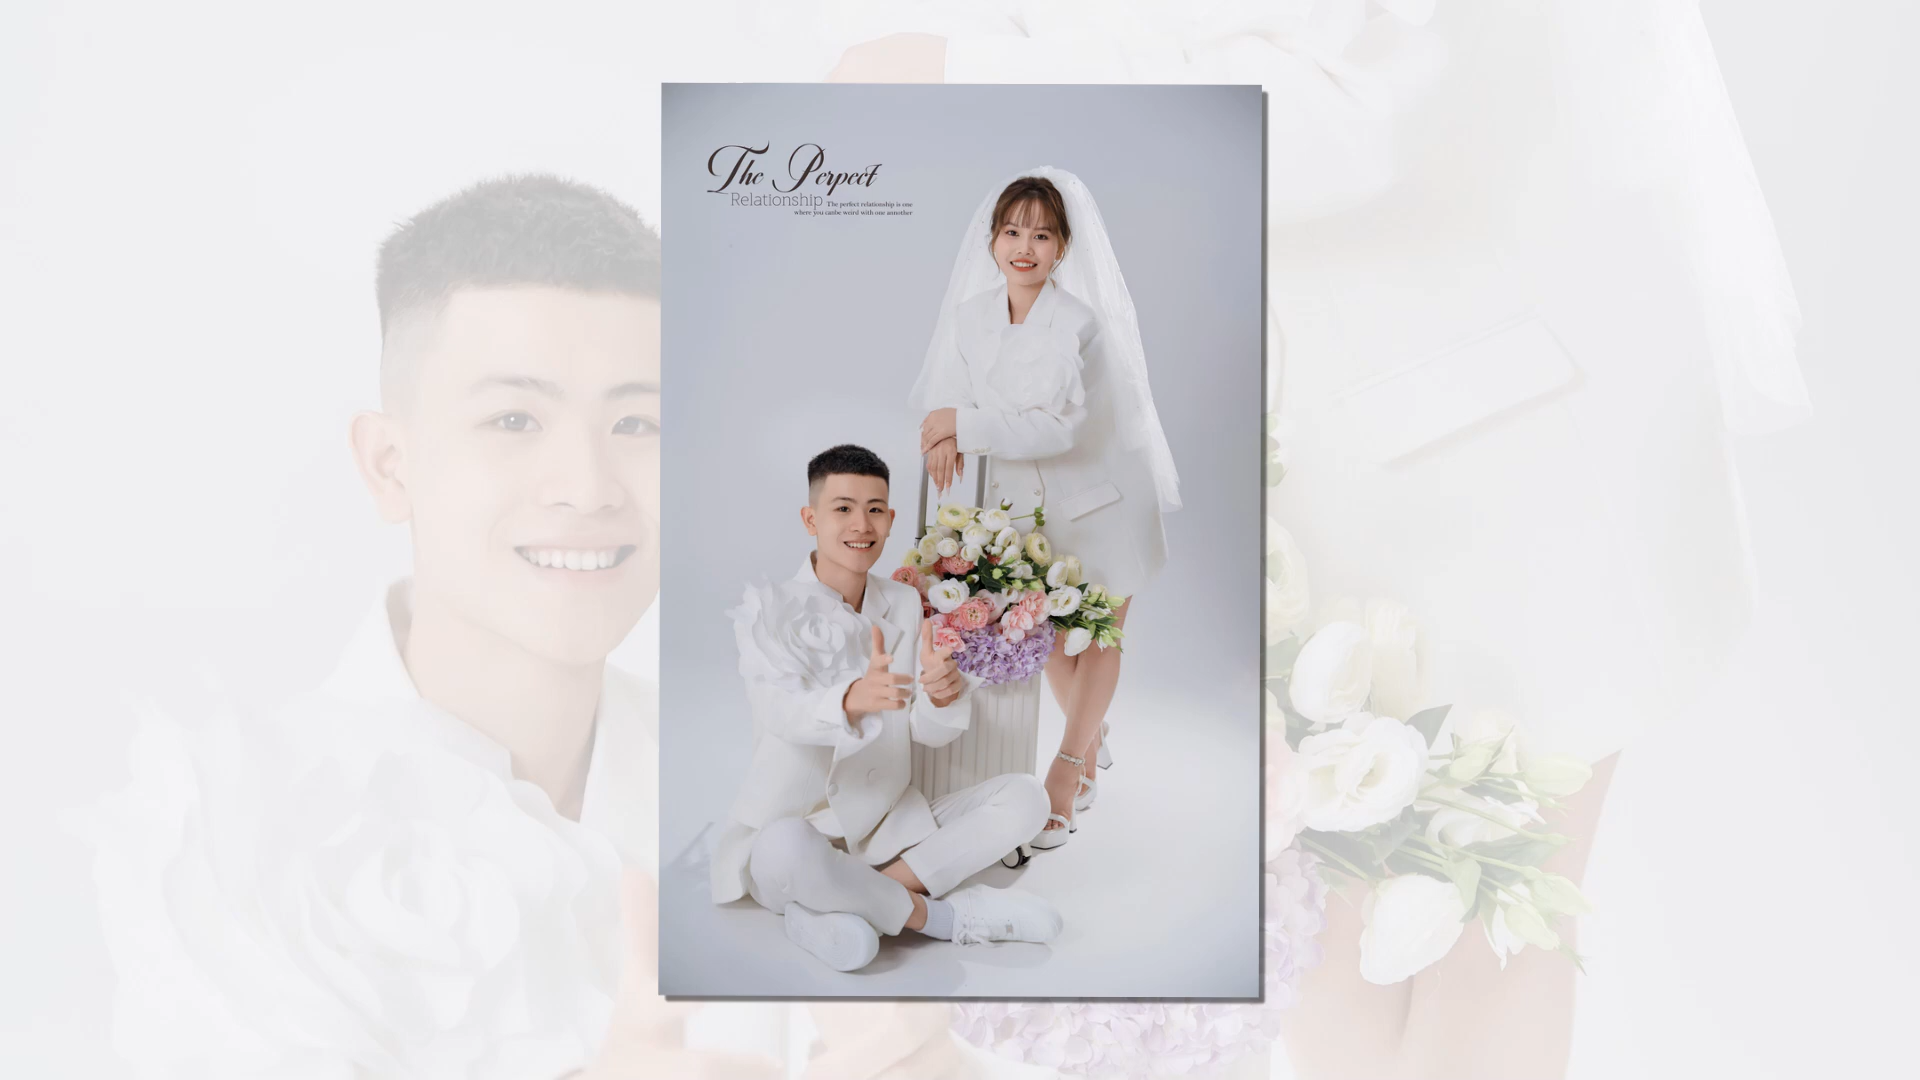 The Perpect
Relationship The perfect relationship is one
where you canbe weird with one annother